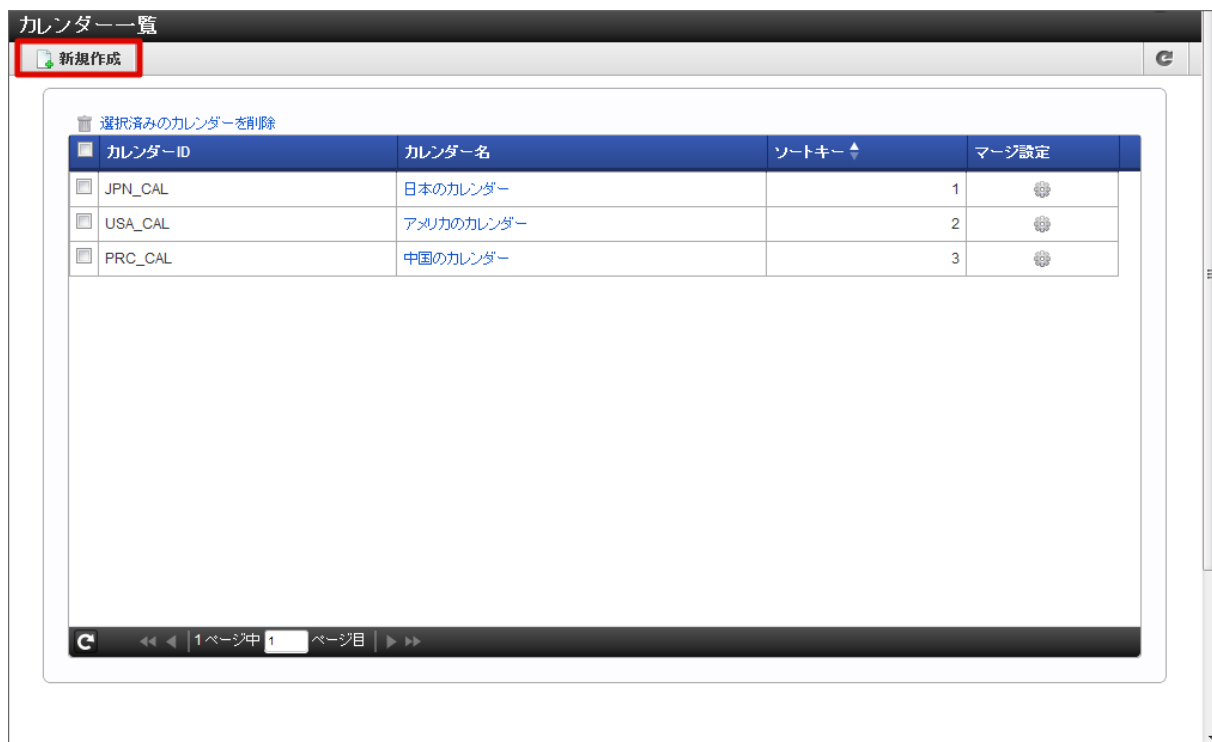 カレンダー一覧
新規作成
選択済みのカレンダーを削除
カレンダーID カレンダー名 ソートキー マージ設定
JPN_CAL 日本のカレンダー 1
USA_CAL アメリカのカレンダー 2
PRC_CAL 中国のカレンダー 3
1ページ中 1 ページ目